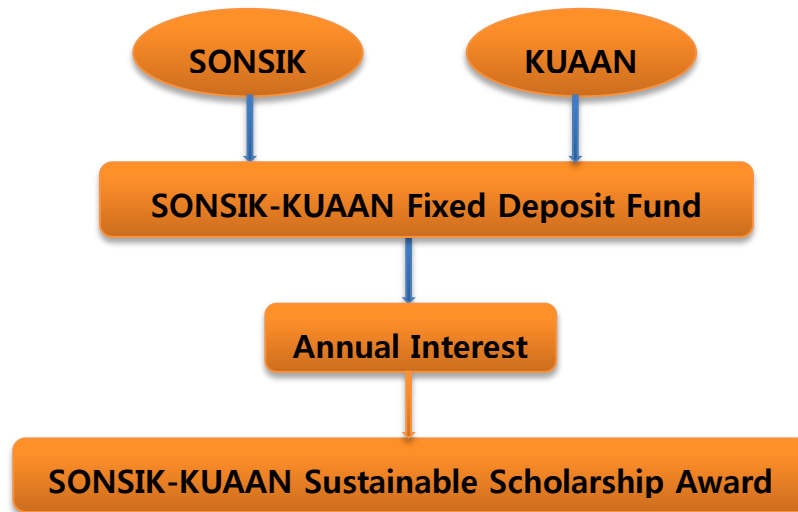 SONSIK
KUAAN
SONSIK-KUAAN Fixed Deposit Fund
Annual Interest
SONSIK-KUAAN Sustainable Scholarship Award